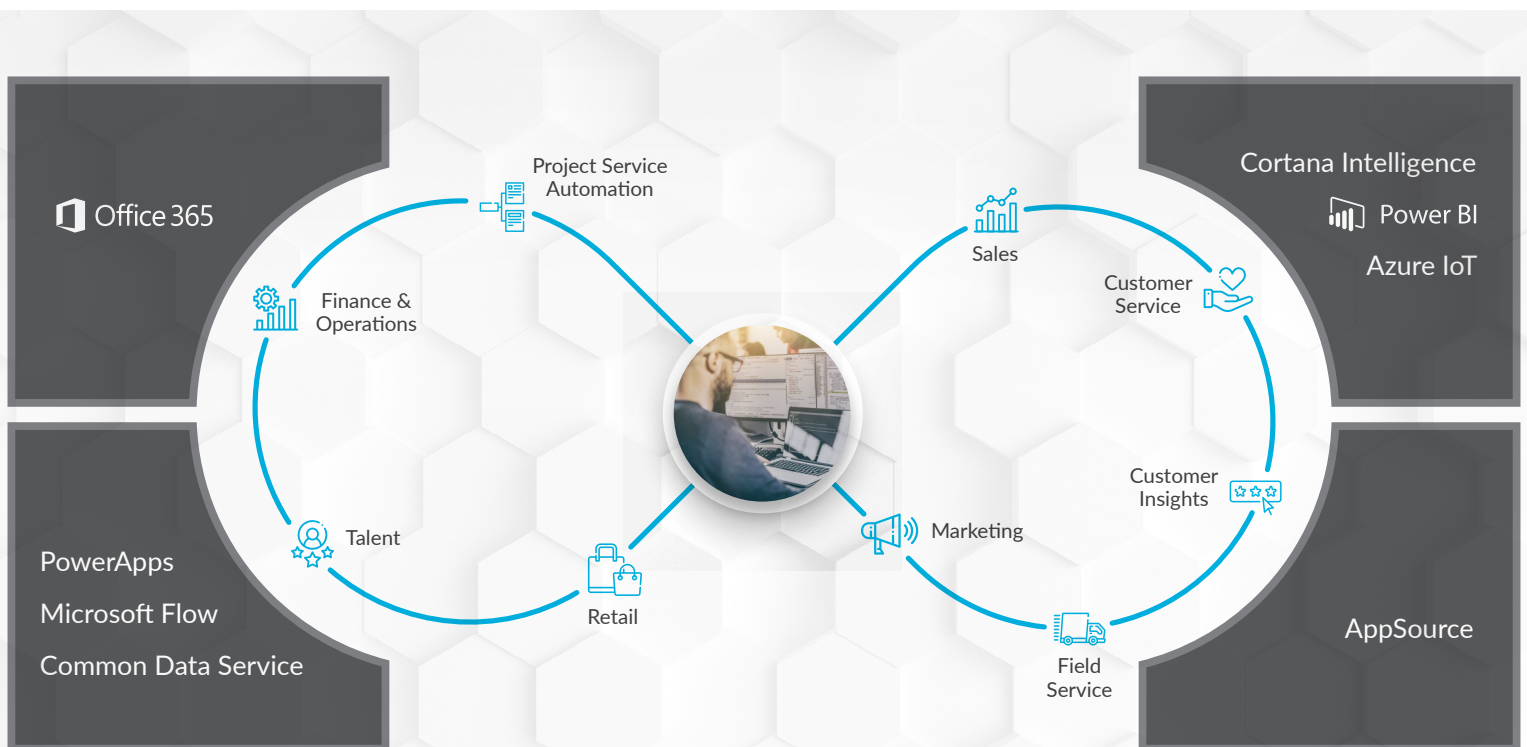 Office 365
Project Service
Automation
Finance &
Operations
Talent
Retail
PowerApps
Microsoft Flow
Common Data Service
Sales
Customer
Service
Customer
Insights
Marketing
Field
Service
Cortana Intelligence
Power BI
Azure IoT
AppSource